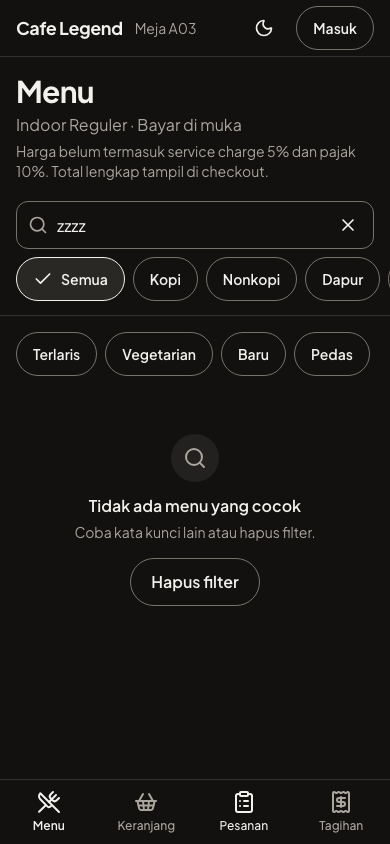 Cafe Legend
Meja A03
Masuk
Menu
Indoor Reguler · Bayar di muka
Harga belum termasuk service charge 5% dan pajak
10%. Total lengkap tampil di checkout.
zzzz
Semua
Kopi
Nonkopi
Dapur
Terlaris
Vegetarian
Baru
Pedas
Tidak ada menu yang cocok
Coba kata kunci lain atau hapus filter.
Hapus filter
Menu
Keranjang
Pesanan
Tagihan